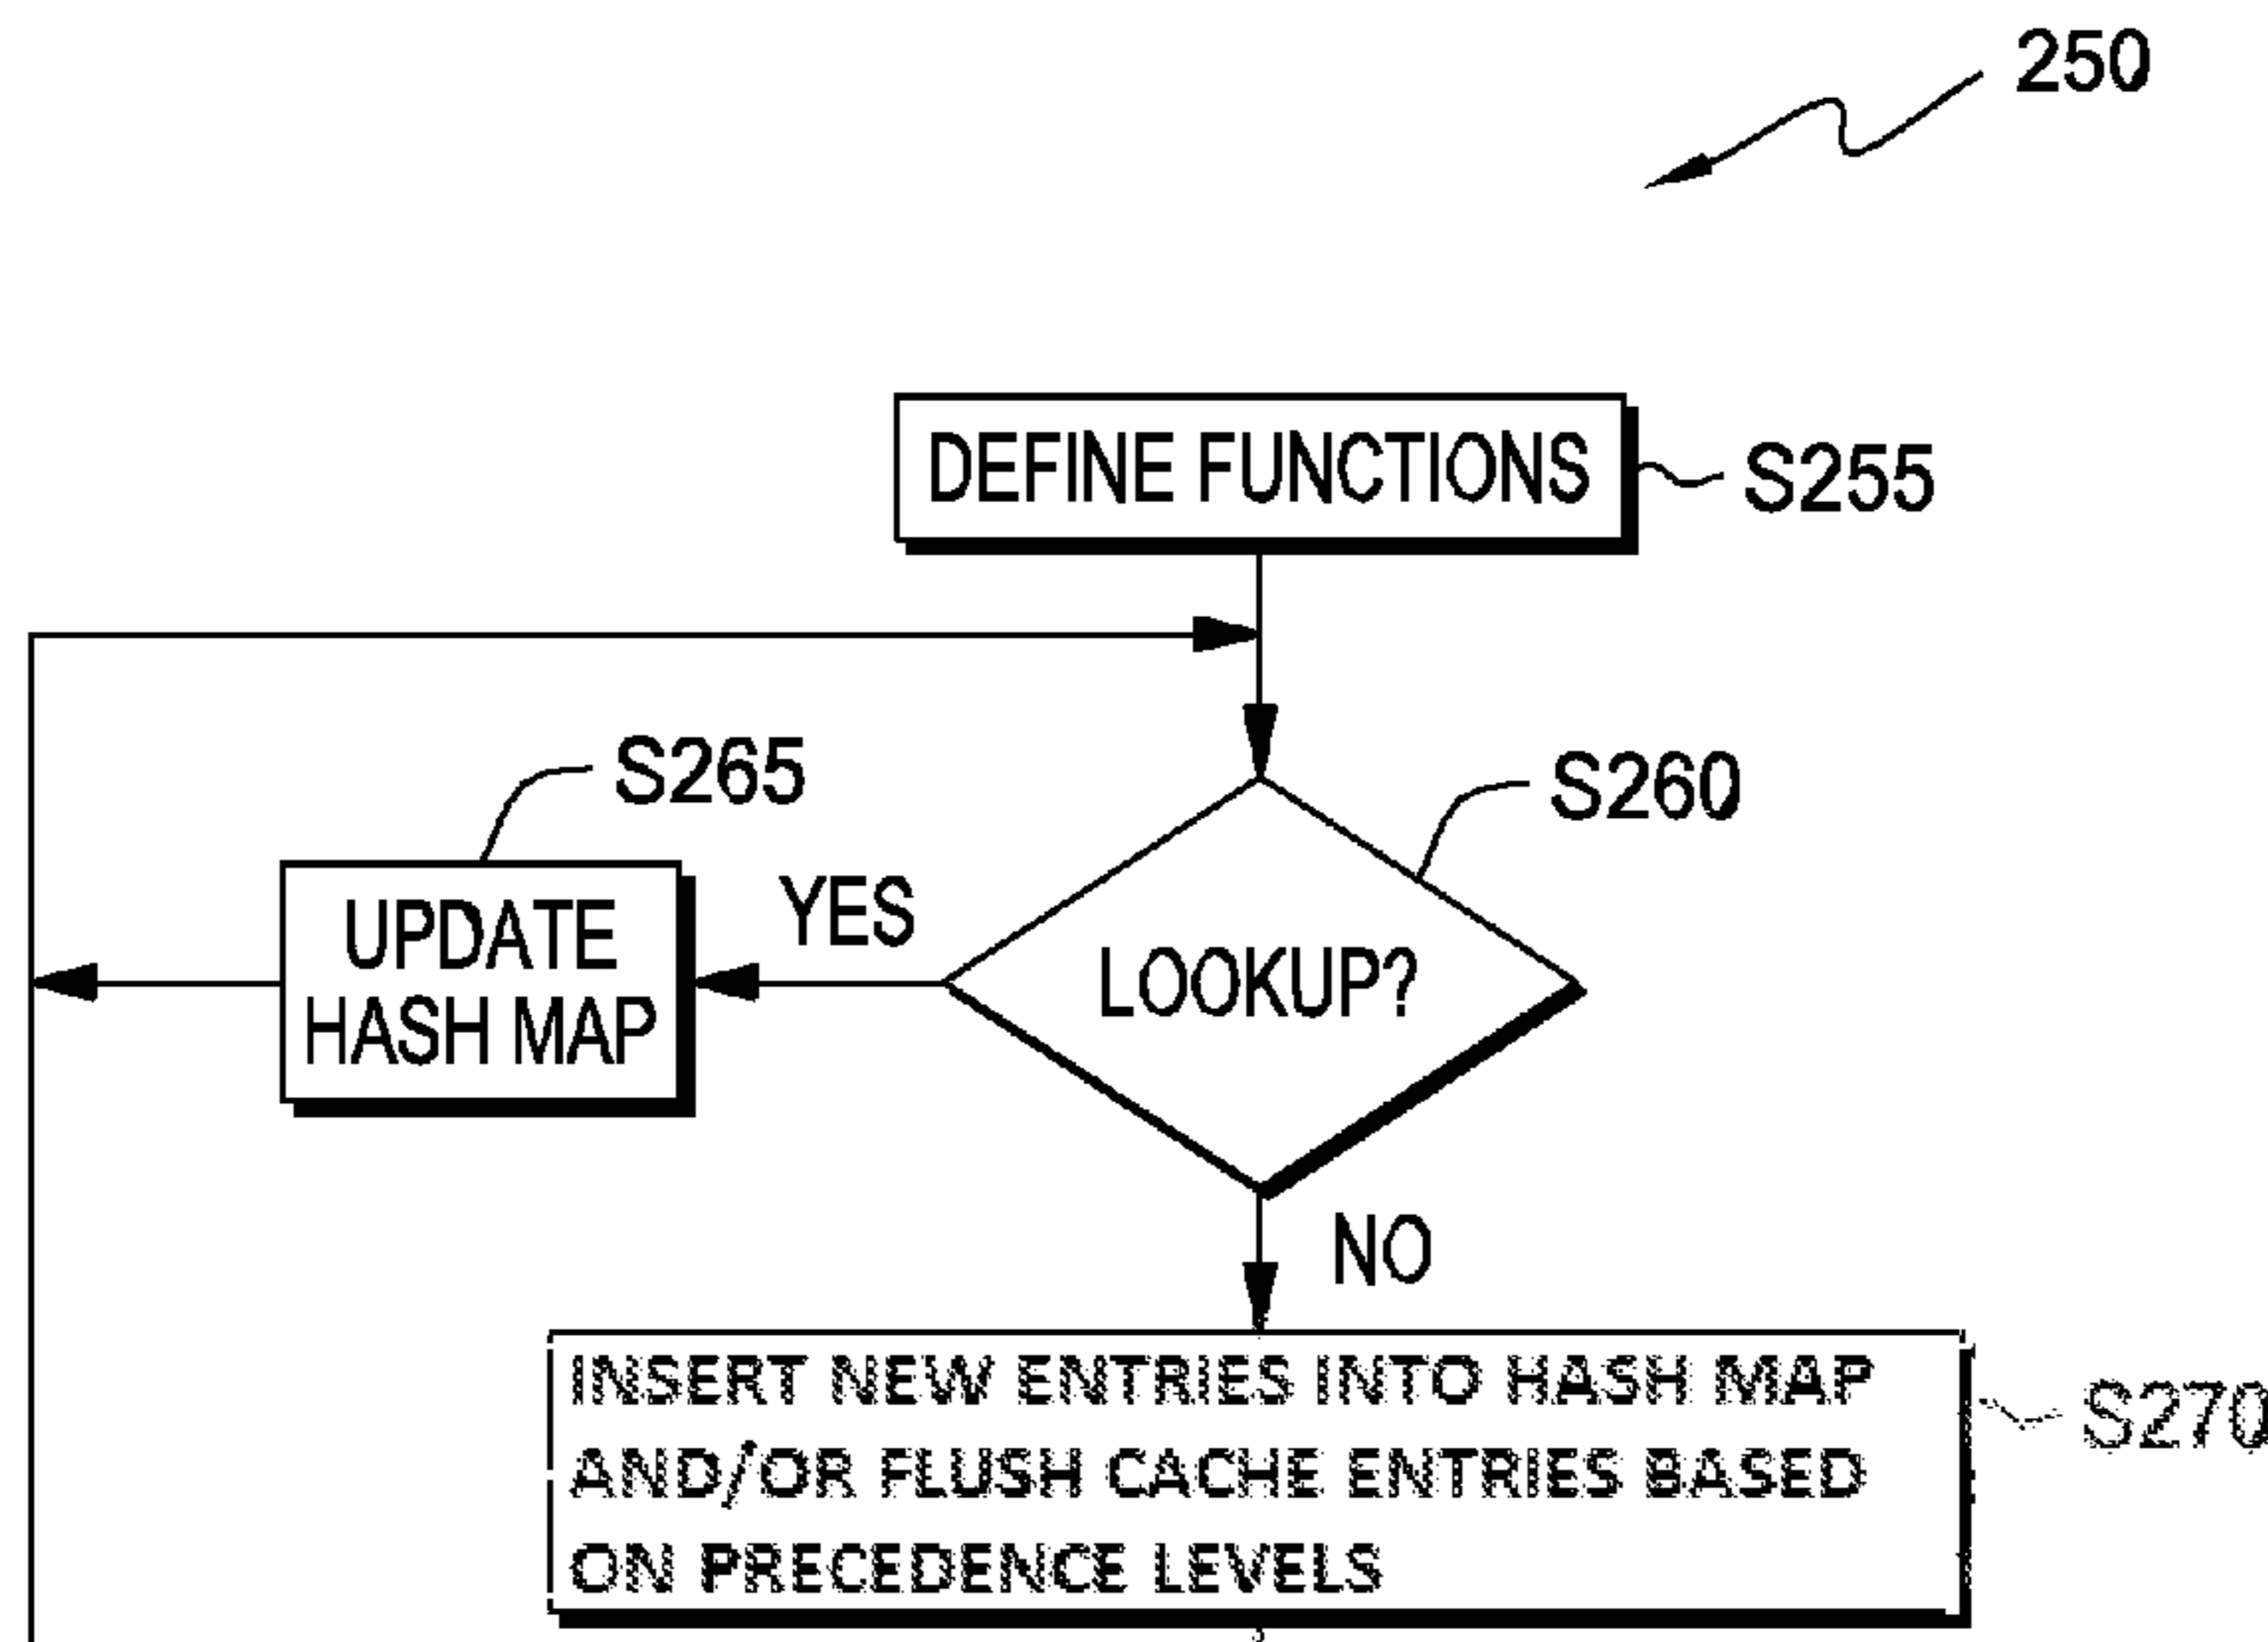 250
DEFINE FUNCTIONS
S255
S265
S260
UPDATE
HASH MAP
YES
LOOKUP?
NO
INSERT NEW ENTRIES INTO HASH MAP
AND/OR FLUSH CACHE ENTRIES BASED
ON PRECEDENCE LEVELS
S270